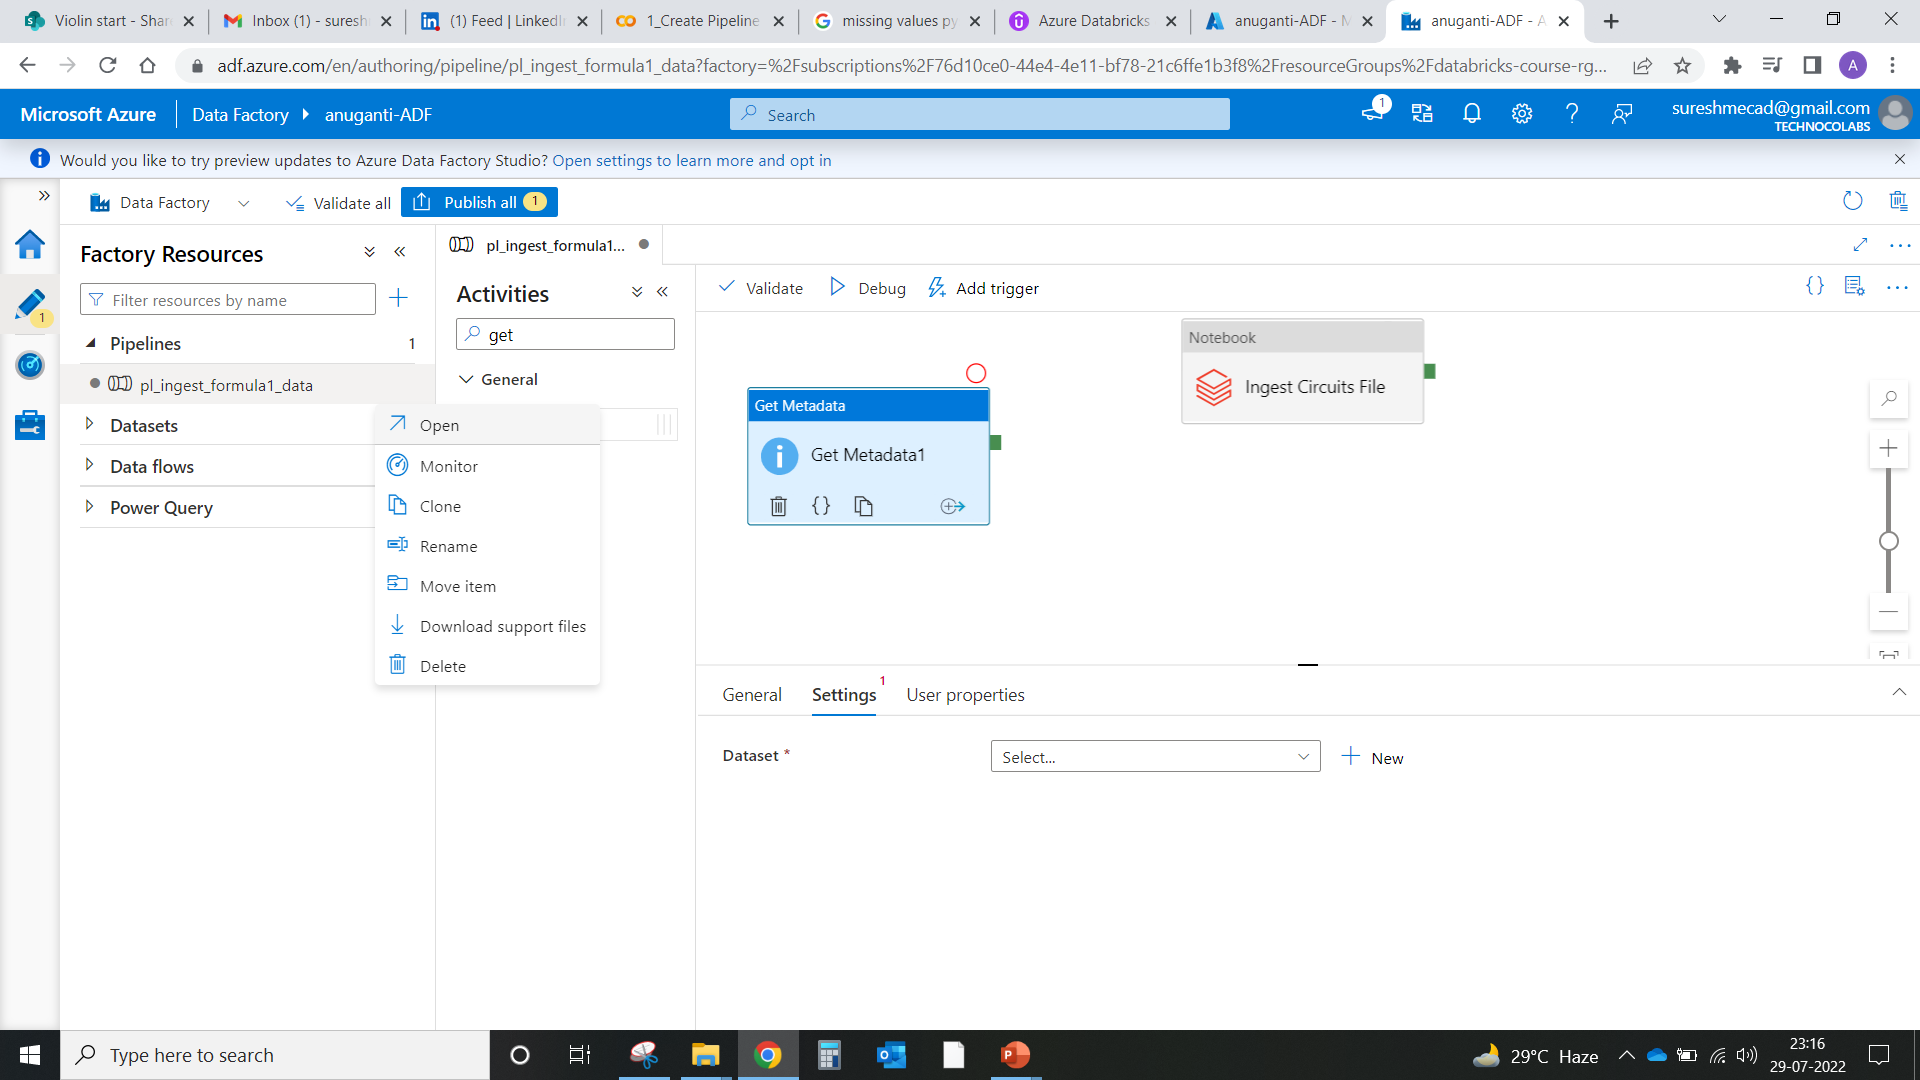 Violin start - Shar
Inbox (1) - suresh
(1) Feed | LinkedI
1_Create Pipeline
missing values py
Azure Databricks
anuganti-ADF - M
anuganti-ADF - A
adf.azure.com/en/authoring/pipeline/pl_ingest_formula1_data?factory=%2Fsubscriptions%2F76d10ce0-44e4-4e11-bf78-21c6ffe1b3f8%2FresourceGroups%2Fdatabricks-course-rg...
A
Microsoft Azure
Data Factory
anuganti-ADF
Search
1
sureshmecad@gmail.com
TECHNOCOLABS
Would you like to try preview updates to Azure Data Factory Studio? Open settings to learn more and opt in
Data Factory
Validate all
Publish all 1
Factory Resources
Filter resources by name
1
Pipelines 1
pl_ingest_formula1_data
Datasets
Data flows
Power Query
Open
Monitor
Clone
Rename
Move item
Download support files
Delete
pl_ingest_formula1...
Activities
get
General
Validate
Debug
Add trigger
Get Metadata
Get Metadata1
Notebook
Ingest Circuits File
General
Settings 1
User properties
Dataset *
Select...
New
Type here to search
29°C Haze
23:16
29-07-2022